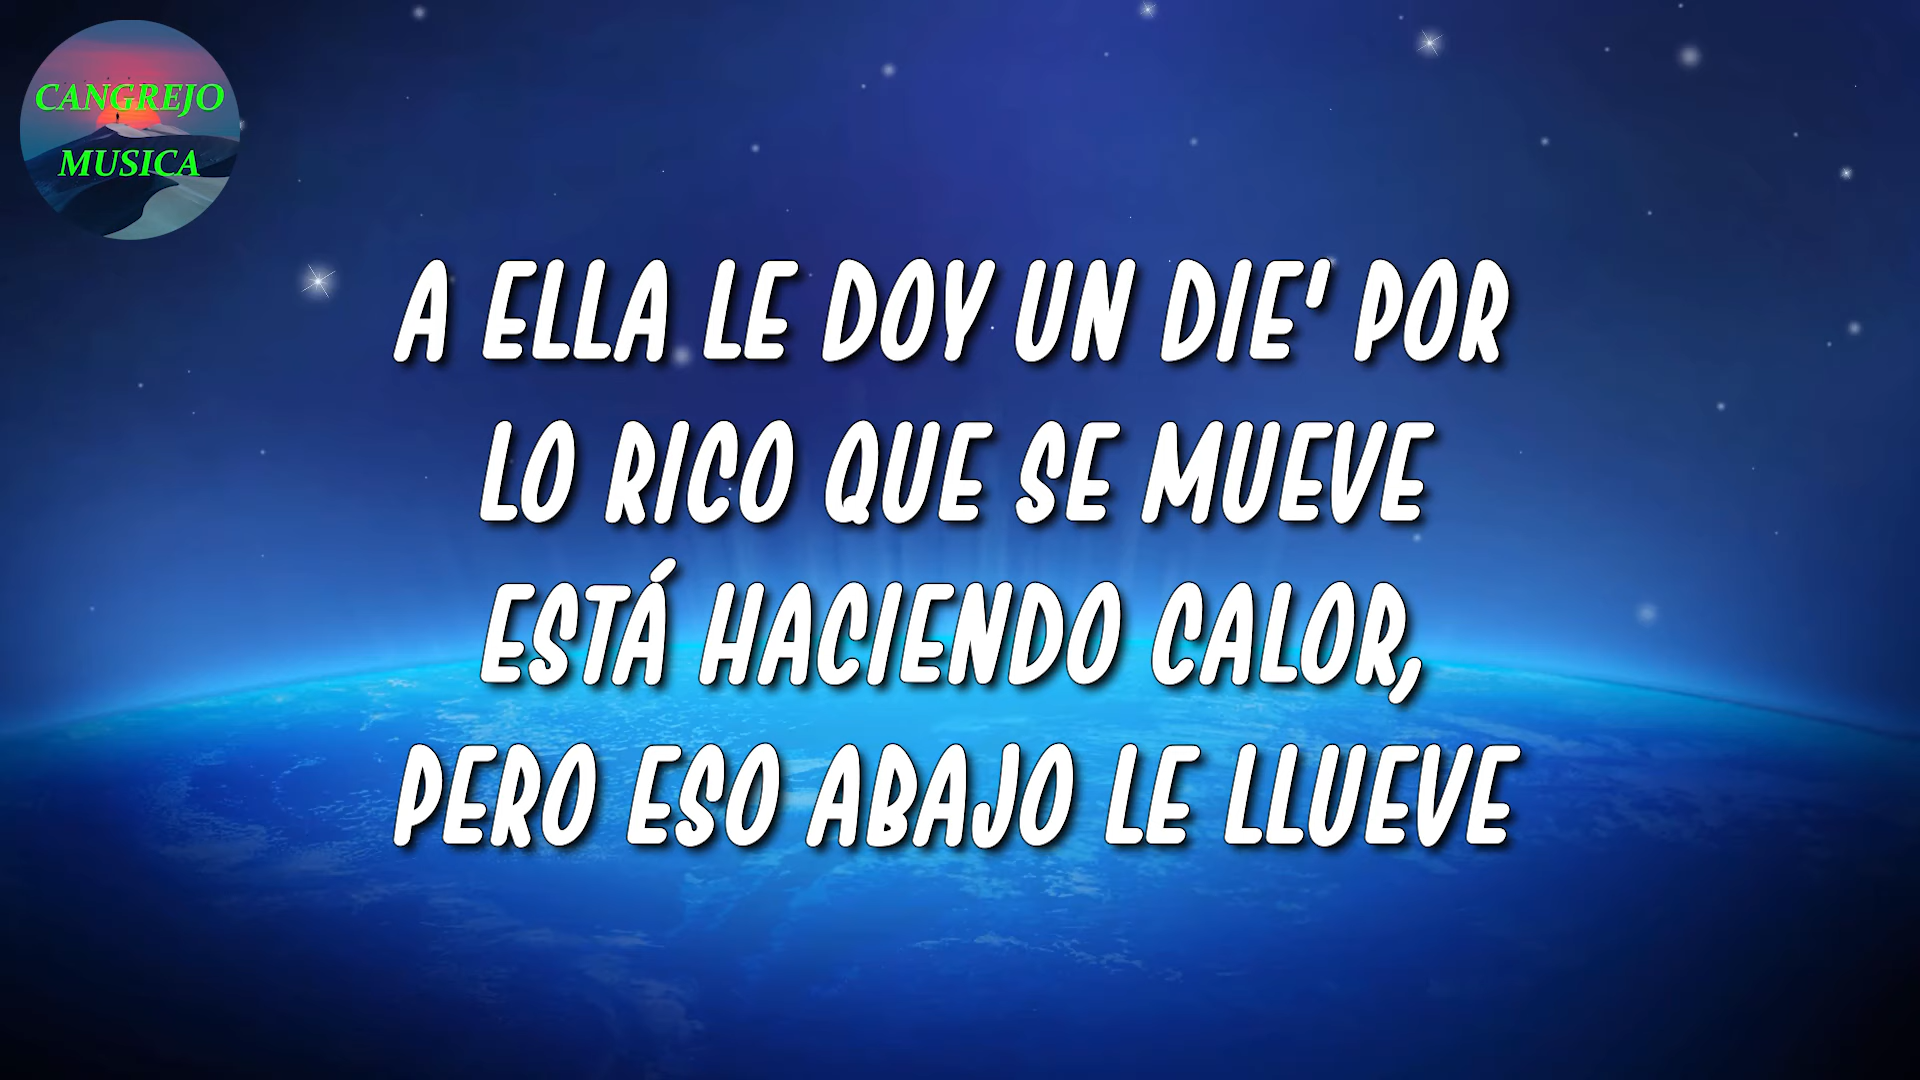 CANGREJO
MUSICA
A ELLA LE DOY UN DIE' POR
LO RICO QUE SE MUEVE
ESTÁ HACIENDO CALOR,
PERO ESO ABAJO LE LLUEVE